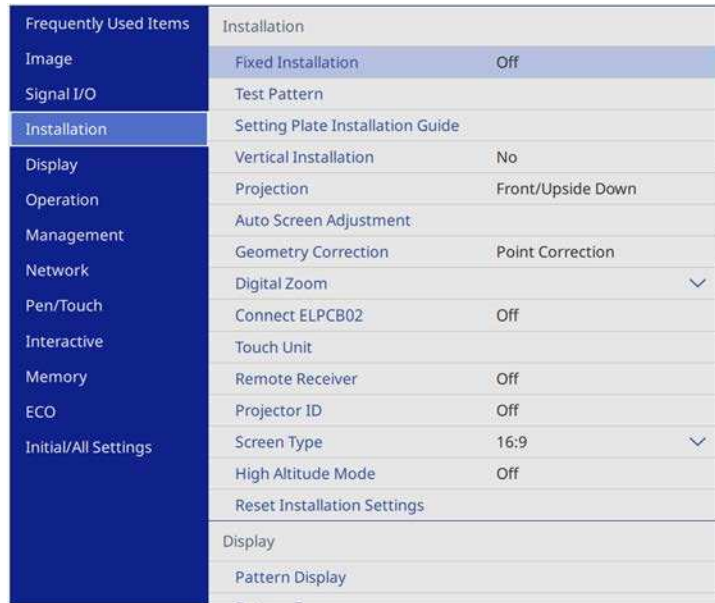 Frequently Used Items
Image
Signal I/O
Installation
Display
Operation
Management
Network
Pen/Touch
Interactive
Memory
ECO
Initial/All Settings
Installation
Fixed Installation Off
Test Pattern
Setting Plate Installation Guide
Vertical Installation No
Projection Front/Upside Down
Auto Screen Adjustment
Geometry Correction Point Correction
Digital Zoom
Connect ELPCB02 Off
Touch Unit
Remote Receiver Off
Projector ID Off
Screen Type 16:9
High Altitude Mode Off
Reset Installation Settings
Display
Pattern Display